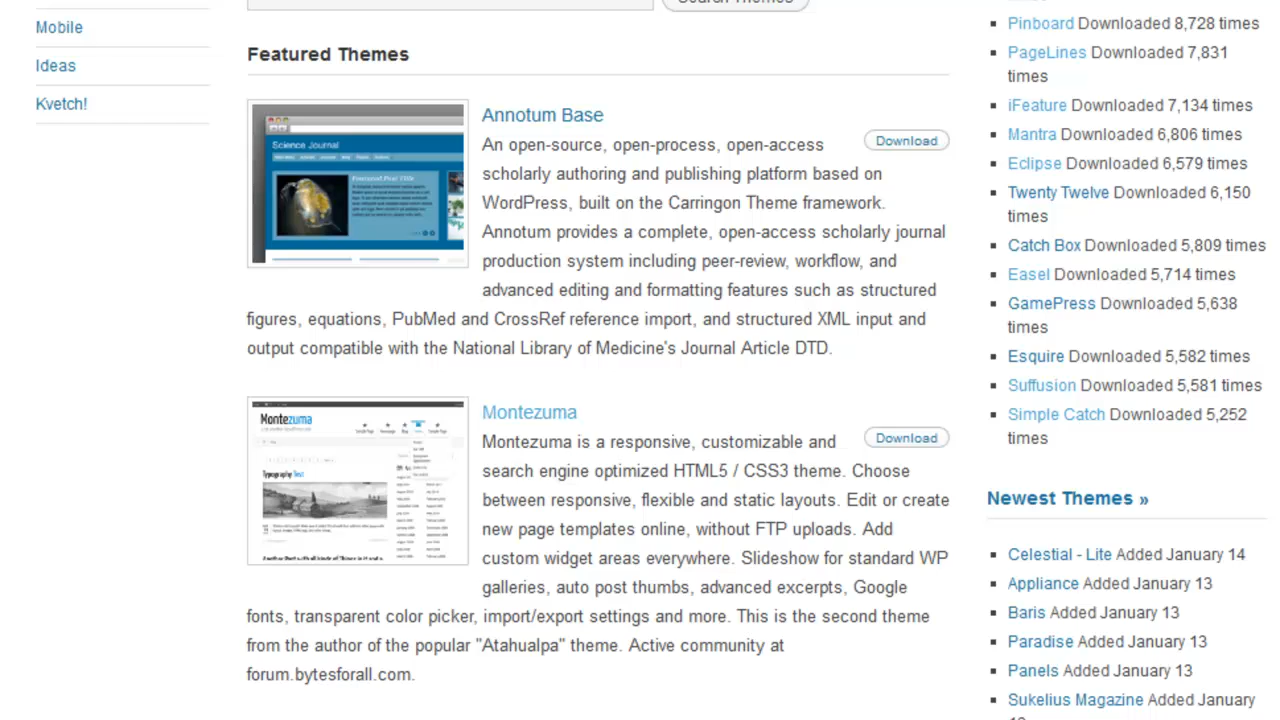 Search Themes
Mobile
Ideas
Kvetch!
Featured Themes
Science Journal
Annotum Base
Download
An open-source, open-process, open-access
scholarly authoring and publishing platform based on
WordPress, built on the Carringon Theme framework.
Annotum provides a complete, open-access scholarly journal
production system including peer-review, workflow, and
advanced editing and formatting features such as structured
figures, equations, PubMed and CrossRef reference import, and structured XML input and
output compatible with the National Library of Medicine's Journal Article DTD.
Montezuma
Typography Test
Montezuma
Download
Montezuma is a responsive, customizable and
search engine optimized HTML5 / CSS3 theme. Choose
between responsive, flexible and static layouts. Edit or create
new page templates online, without FTP uploads. Add
custom widget areas everywhere. Slideshow for standard WP
galleries, auto post thumbs, advanced excerpts, Google
fonts, transparent color picker, import/export settings and more. This is the second theme
from the author of the popular "Atahualpa" theme. Active community at
forum.bytesforall.com.
Pinboard Downloaded 8,728 times
PageLines Downloaded 7,831
times
iFeature Downloaded 7,134 times
Mantra Downloaded 6,806 times
Eclipse Downloaded 6,579 times
Twenty Twelve Downloaded 6,150
times
Catch Box Downloaded 5,809 times
Easel Downloaded 5,714 times
GamePress Downloaded 5,638
times
Esquire Downloaded 5,582 times
Suffusion Downloaded 5,581 times
Simple Catch Downloaded 5,252
times
Newest Themes »
Celestial - Lite Added January 14
Appliance Added January 13
Baris Added January 13
Paradise Added January 13
Panels Added January 13
Sukelius Magazine Added January